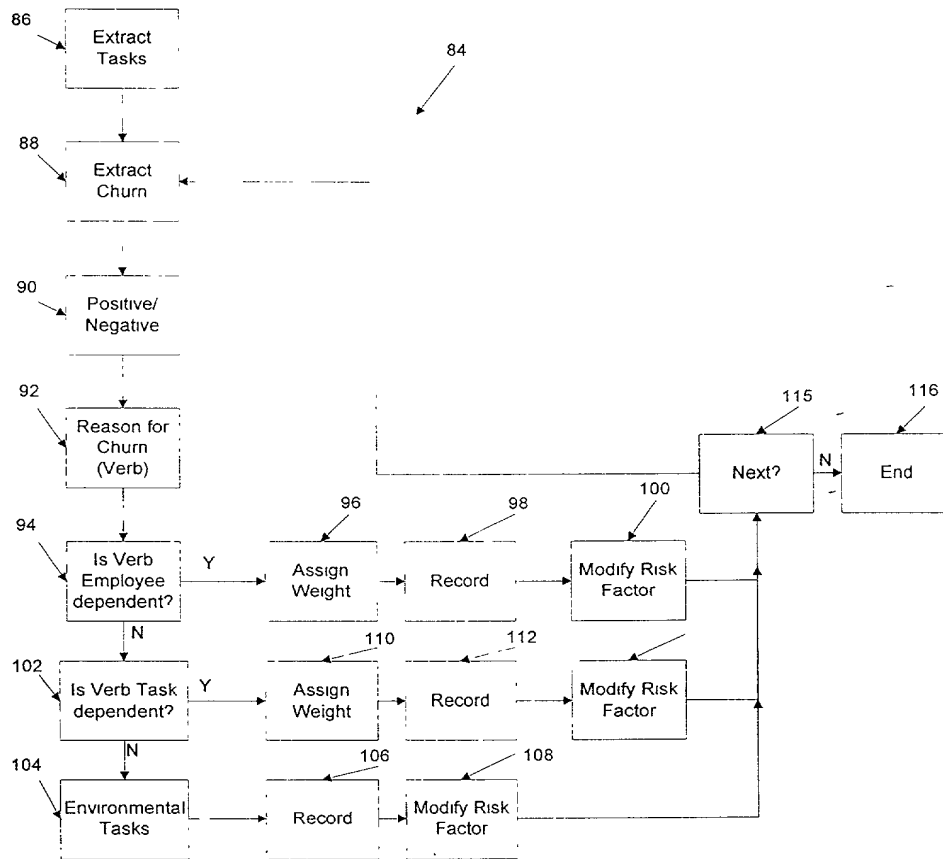 86
Extract
Tasks
84
88
Extract
Churn
90
Positive/
Negative
92
Reason for
Churn
(Verb)
115
Next?
N
116
End
94
Is Verb
Employee
dependent?
Y
96
Assign
Weight
98
Record
100
Modify Risk
Factor
N
102
Is Verb Task
dependent?
Y
110
Assign
Weight
112
Record
Modify Risk
Factor
N
104
Environmental
Tasks
106
Record
108
Modify Risk
Factor